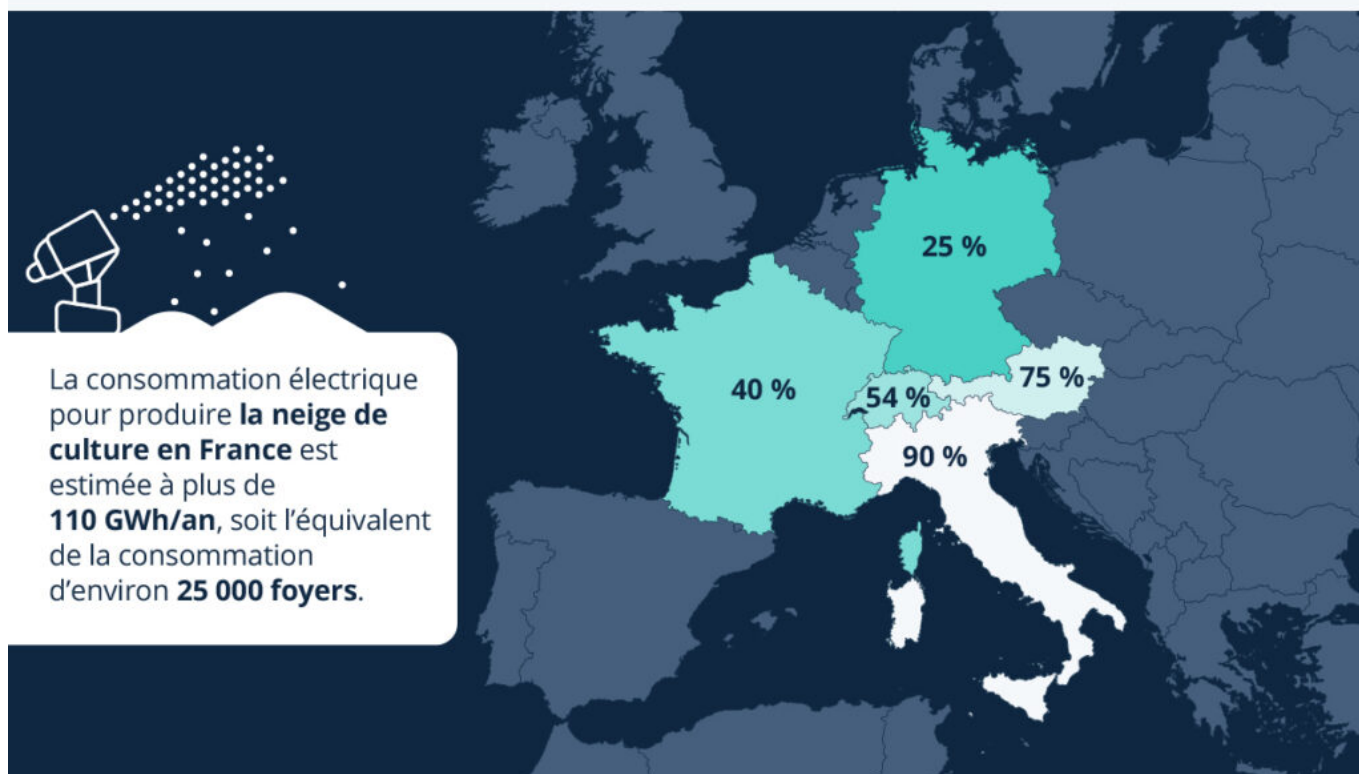 La consommation électrique
pour produire la neige de
culture en France est
estimée à plus de
110 GWh/an, soit l’équivalent
de la consommation
d’environ 25 000 foyers.
25 %
40 %
54 %
75 %
90 %